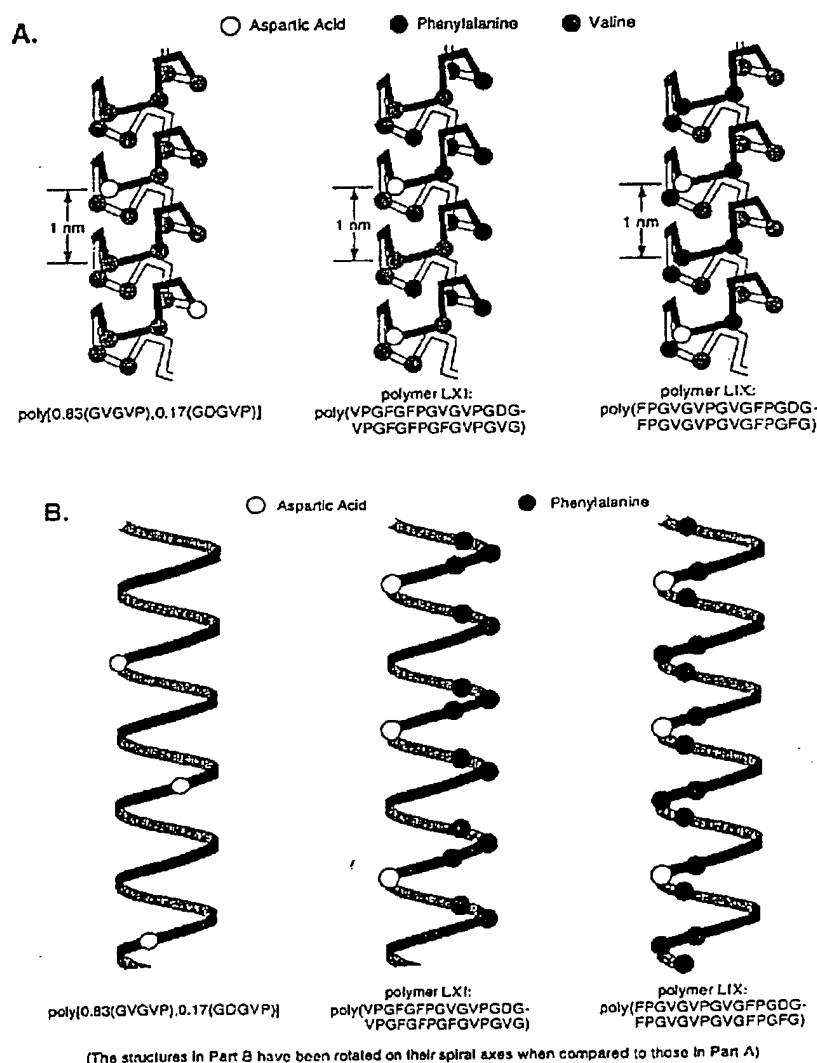 A.
Aspartic Acid Phenylalanine Valine
1 nm 1 nm 1 nm
poly[0.83(GVGVP),0.17(GDGVP)]
polymer LXI:
poly(VPGFGFPGVGVPGDG-
VPGFGFPGFGVPGVG)
polymer LIX:
poly(FPGVGVPGVGFPGDG-
FPGVGVPGVGFPGFG)
B.
Aspartic Acid Phenylalanine
poly[0.83(GVGVP),0.17(GDGVP)]
polymer LXI:
poly(VPGFGFPGVGVPGDG-
VPGFGFPGFGVPGVG)
polymer LIX:
poly(FPGVGVPGVGFPGDG-
FPGVGVPGVGFPGFG)
(The structures in Part B have been rotated on their spiral axes when compared to those in Part A)